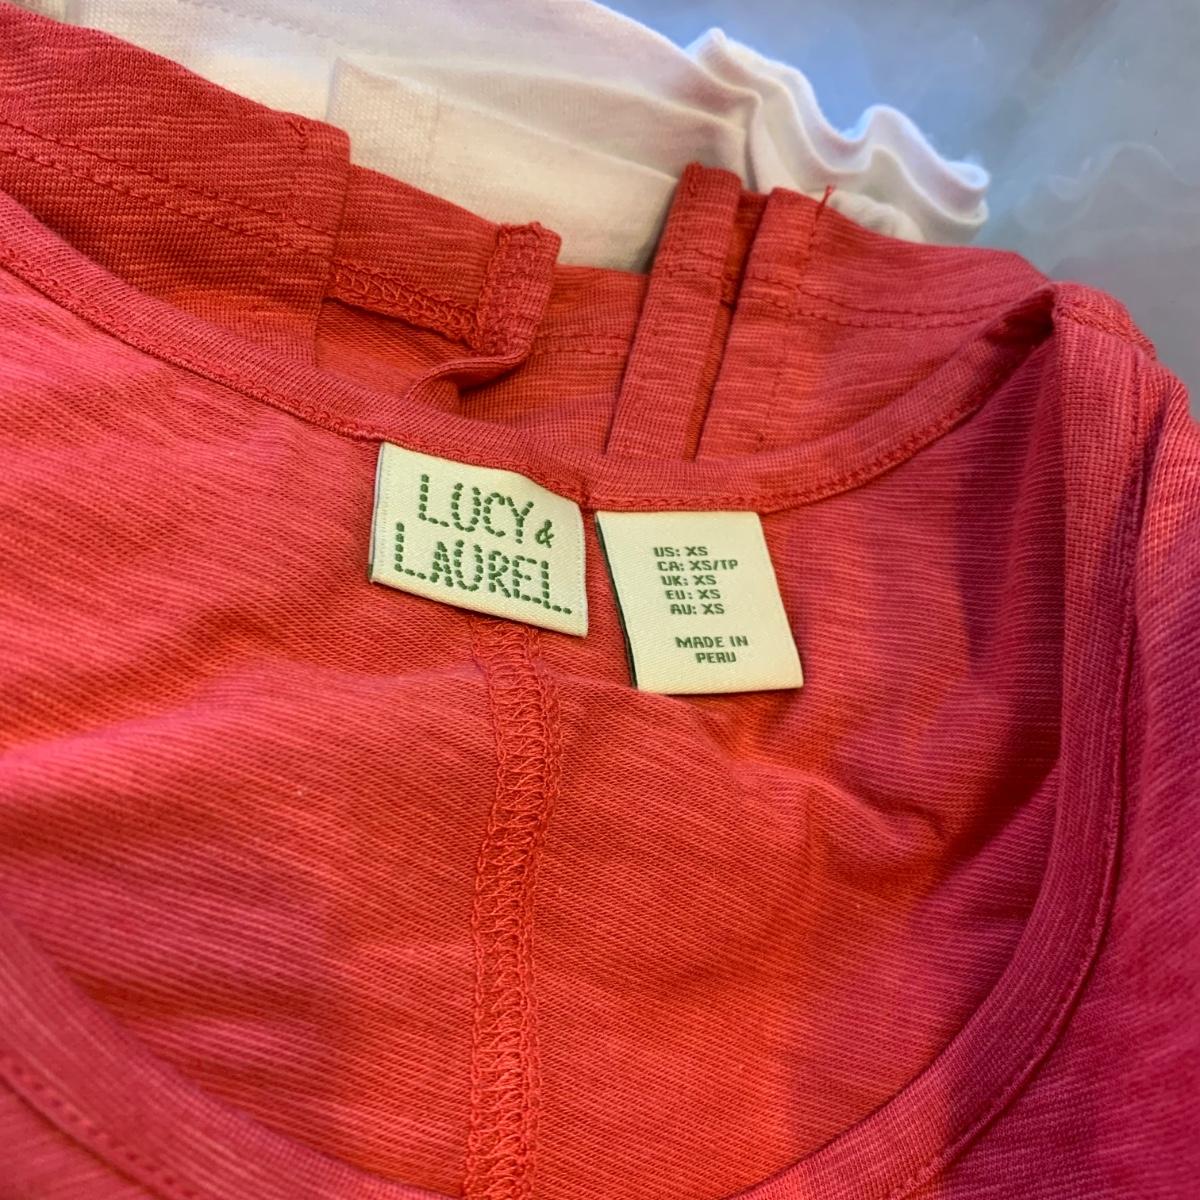 LUCY &
LAUREL
US: XS
CA: XS/TP
UK: XS
EU: XS
AU: XS
MADE IN
PERU